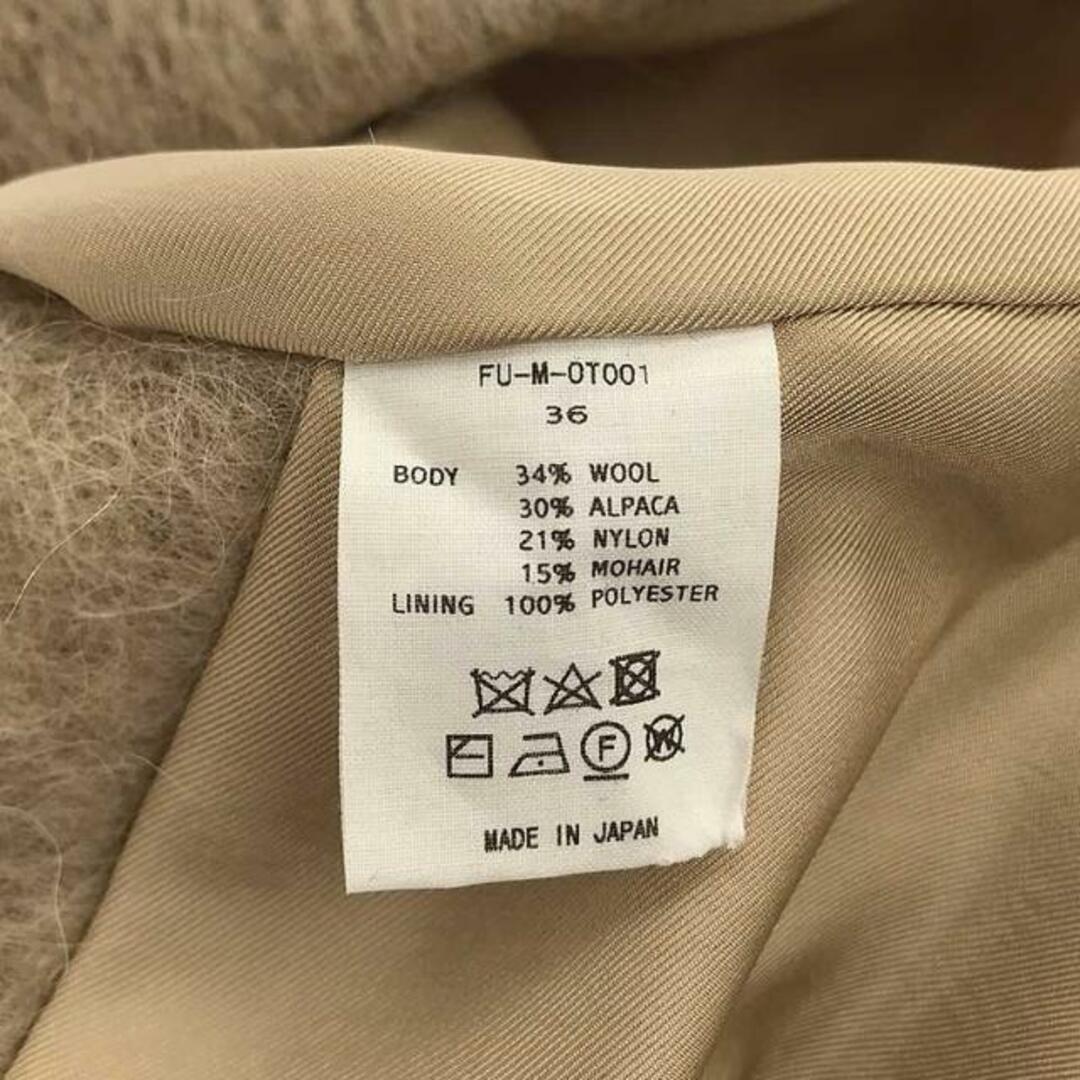 FU-M-OT001
36
BODY 34% WOOL
30% ALPACA
21% NYLON
15% MOHAIR
LINING 100% POLYESTER
F W
MADE IN JAPAN